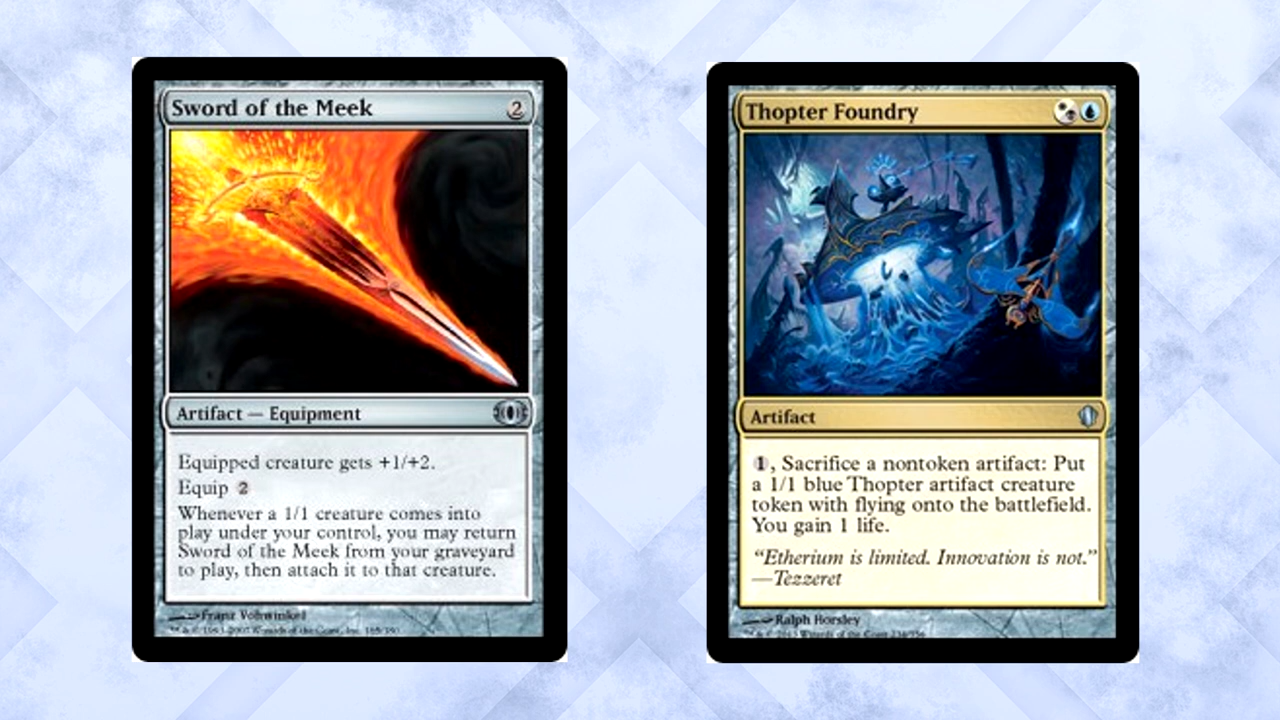 Sword of the Meek 2
Artifact — Equipment
Equipped creature gets +1/+2.
Equip 2
Whenever a 1/1 creature comes into
play under your control, you may return
Sword of the Meek from your graveyard
to play, then attach it to that creature.
Franz Vohwinkel
Thopter Foundry
Artifact
1, Sacrifice a nontoken artifact: Put
a 1/1 blue Thopter artifact creature
token with flying onto the battlefield.
You gain 1 life.
“Etherium is limited. Innovation is not.”
—Tezzeret
Ralph Horsley